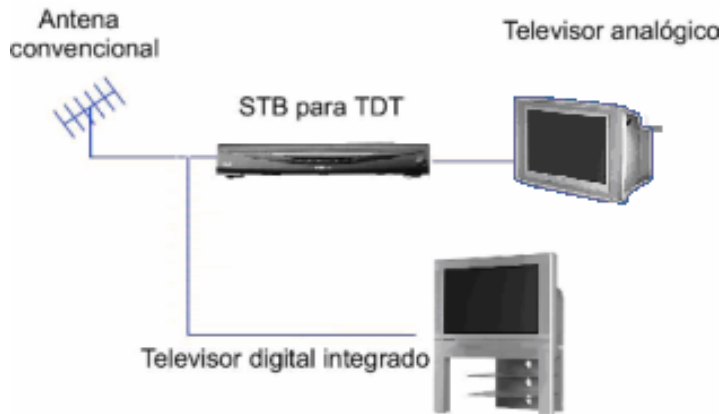 Antena
convencional
Televisor analógico
STB para TDT
Televisor digital integrado